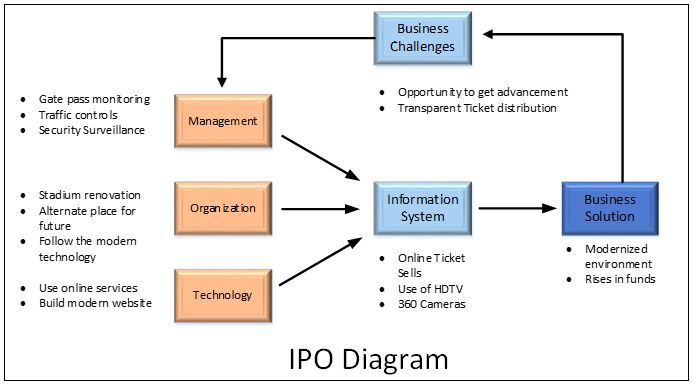 Business
Challenges
• Opportunity to get advancement
• Transparent Ticket distribution
• Gate pass monitoring
• Traffic controls
• Security Surveillance
Management
• Stadium renovation
• Alternate place for
future
• Follow the modern
technology
Organization
Information
System
Business
Solution
• Modernized
environment
• Rises in funds
• Online Ticket
Sells
• Use of HDTV
• 360 Cameras
• Use online services
• Build modern website
Technology
IPO Diagram